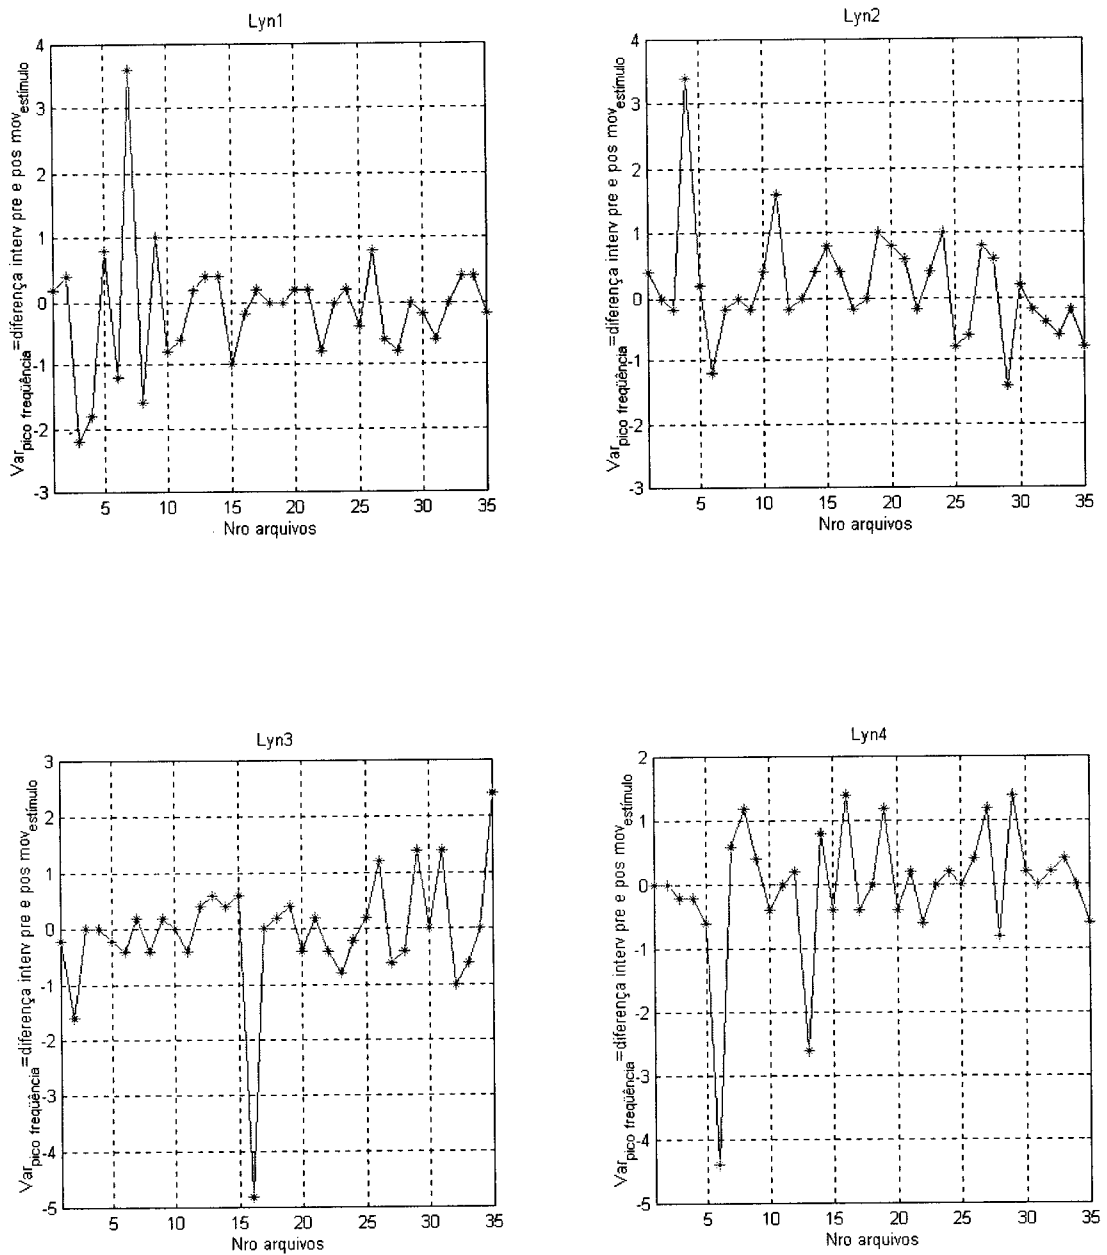 Lyn1
Var pico freqüência=diferença interv pre e pos mov estímulo
4
3
2
1
0
-1
-2
-3
5 10 15 20 25 30 35
Nro arquivos
Lyn2
Var pico freqüência=diferença interv pre e pos mov estímulo
4
3
2
1
0
-1
-2
-3
5 10 15 20 25 30 35
Nro arquivos
Lyn3
Var pico freqüência=diferença interv pre e pos mov estímulo
3
2
1
0
-1
-2
-3
-4
-5
5 10 15 20 25 30 35
Nro arquivos
Lyn4
Var pico freqüência=diferença interv pre e pos mov estímulo
2
1
0
-1
-2
-3
-4
-5
5 10 15 20 25 30 35
Nro arquivos